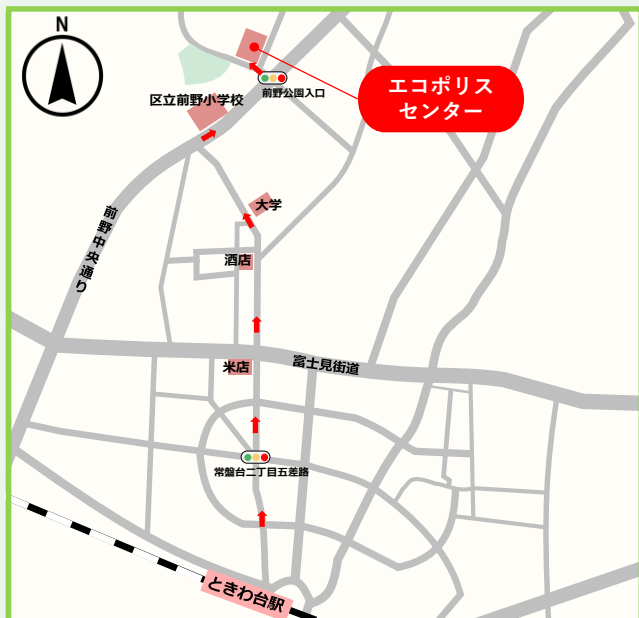 N
エコポリス
センター
前野公園入口
区立前野小学校
大学
前野中央通り
酒店
富士見街道
米店
常盤台二丁目五差路
ときわ台駅